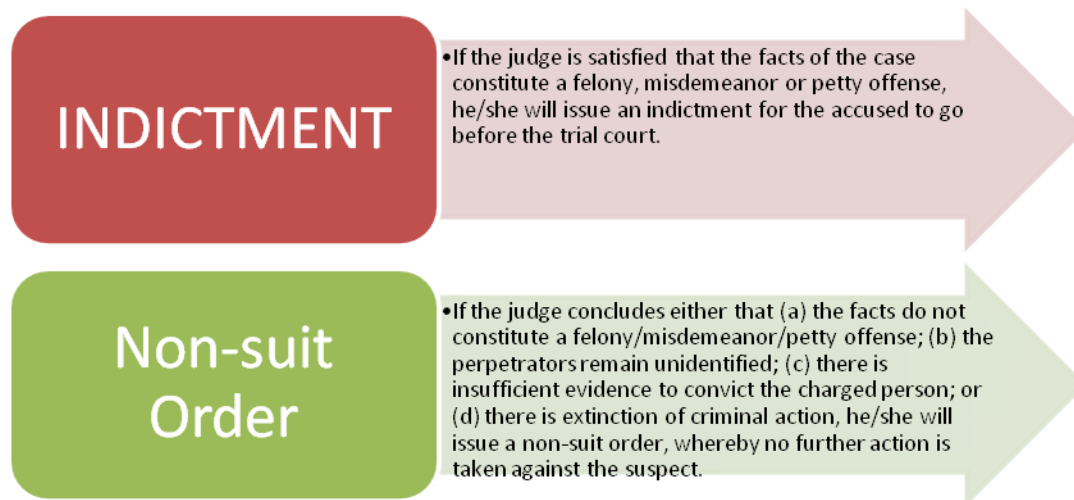 INDICTMENT
•If the judge is satisfied that the facts of the case
constitute a felony, misdemeanor or petty offense,
he/she will issue an indictment for the accused to go
before the trial court.
Non-suit
Order
•If the judge concludes either that (a) the facts do not
constitute a felony/misdemeanor/petty offense; (b) the
perpetrators remain unidentified; (c) there is
insufficient evidence to convict the charged person; or
(d) there is extinction of criminal action, he/she will
issue a non-suit order, whereby no further action is
taken against the suspect.